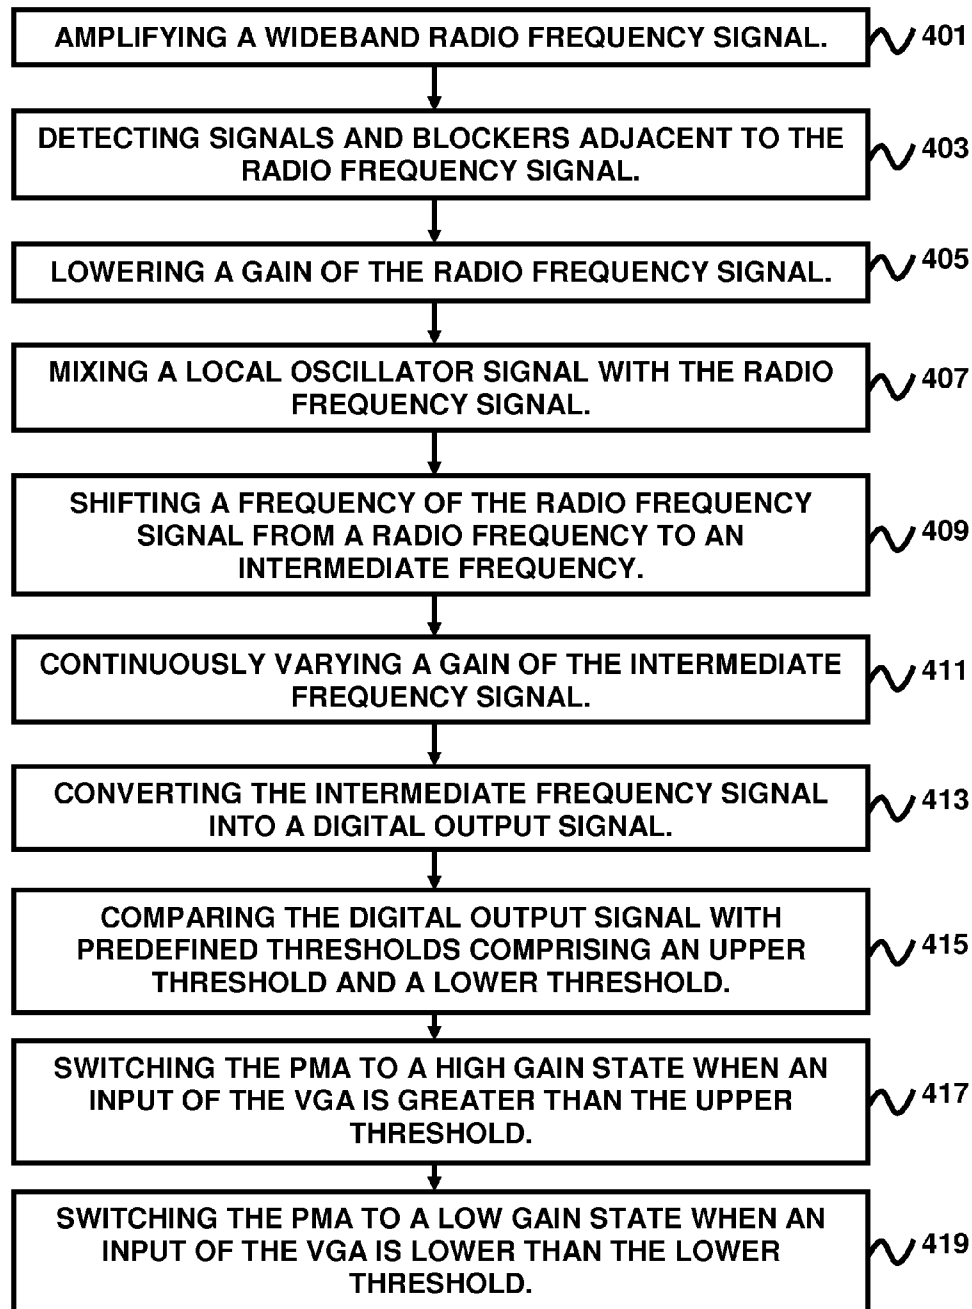 AMPLIFYING A WIDEBAND RADIO FREQUENCY SIGNAL.
401
DETECTING SIGNALS AND BLOCKERS ADJACENT TO THE
RADIO FREQUENCY SIGNAL.
403
LOWERING A GAIN OF THE RADIO FREQUENCY SIGNAL.
405
MIXING A LOCAL OSCILLATOR SIGNAL WITH THE RADIO
FREQUENCY SIGNAL.
407
SHIFTING A FREQUENCY OF THE RADIO FREQUENCY
SIGNAL FROM A RADIO FREQUENCY TO AN
INTERMEDIATE FREQUENCY.
409
CONTINUOUSLY VARYING A GAIN OF THE INTERMEDIATE
FREQUENCY SIGNAL.
411
CONVERTING THE INTERMEDIATE FREQUENCY SIGNAL
INTO A DIGITAL OUTPUT SIGNAL.
413
COMPARING THE DIGITAL OUTPUT SIGNAL WITH
PREDEFINED THRESHOLDS COMPRISING AN UPPER
THRESHOLD AND A LOWER THRESHOLD.
415
SWITCHING THE PMA TO A HIGH GAIN STATE WHEN AN
INPUT OF THE VGA IS GREATER THAN THE UPPER
THRESHOLD.
417
SWITCHING THE PMA TO A LOW GAIN STATE WHEN AN
INPUT OF THE VGA IS LOWER THAN THE LOWER
THRESHOLD.
419